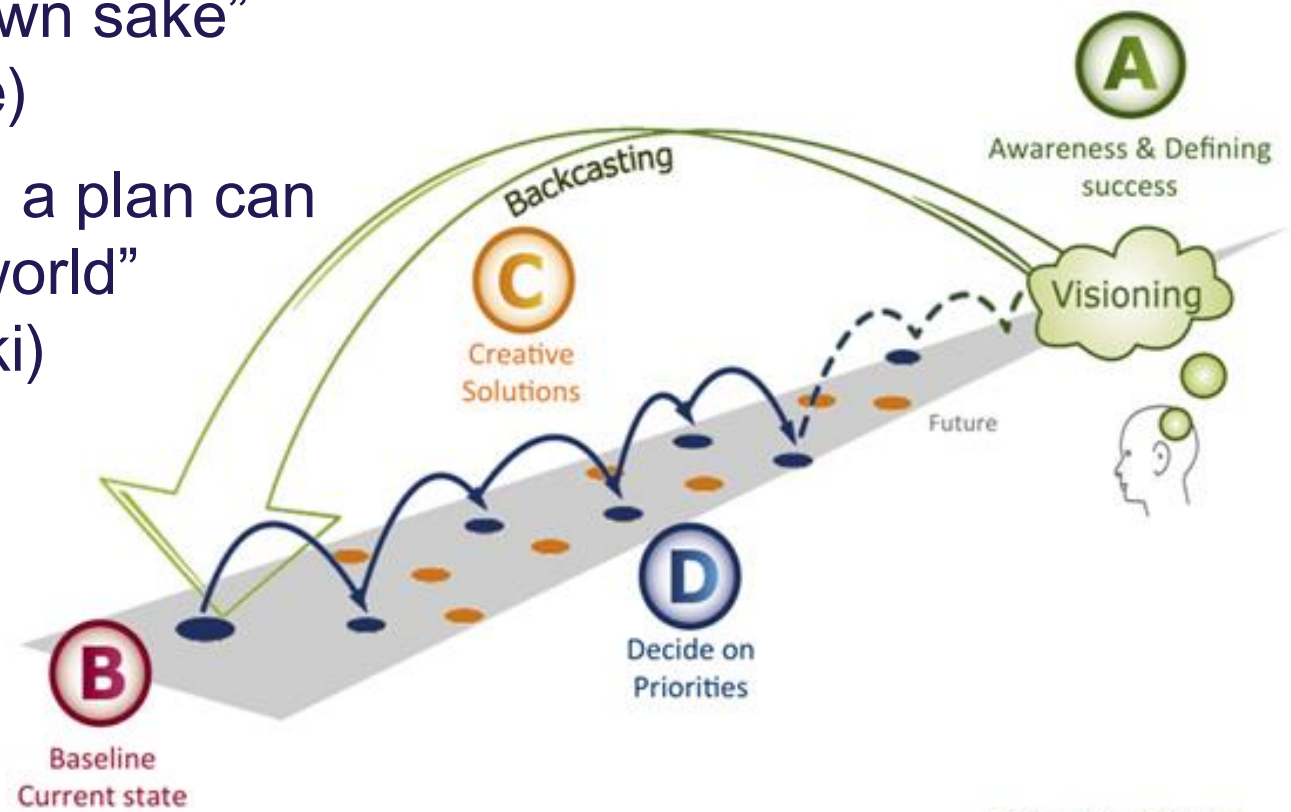 wn sake”
e)
a plan can
world”
ki)
Backcasting
A
Awareness & Defining
success
Visioning
C
Creative
Solutions
Future
D
Decide on
Priorities
B
Baseline
Current state